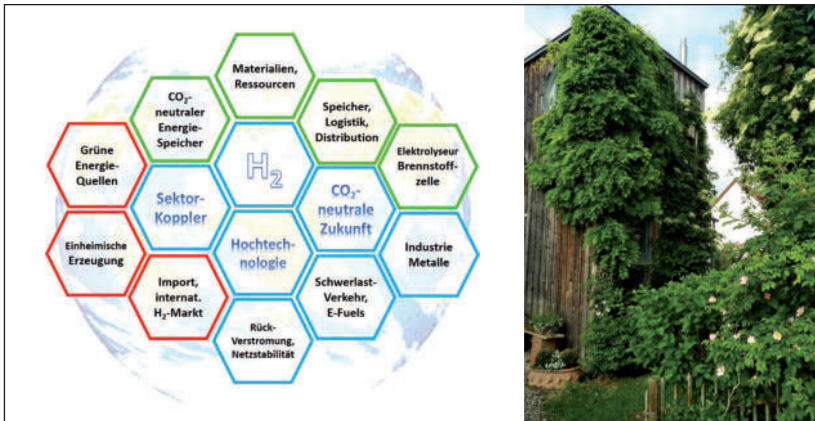 Materialien,
Ressourcen
CO₂-
neutraler
Energie-
Speicher
Speicher,
Logistik,
Distribution
Grüne
Energie-
Quellen
H₂
Elektrolyseur
Brennstoff-
zelle
Sektor-
Koppler
CO₂-
neutrale
Zukunft
Einheimische
Erzeugung
Hochtech-
nologie
Industrie
Metalle
Import,
internat.
H₂-Markt
Schwerlast-
Verkehr,
E-Fuels
Rück-
Verstromung,
Netzstabilität